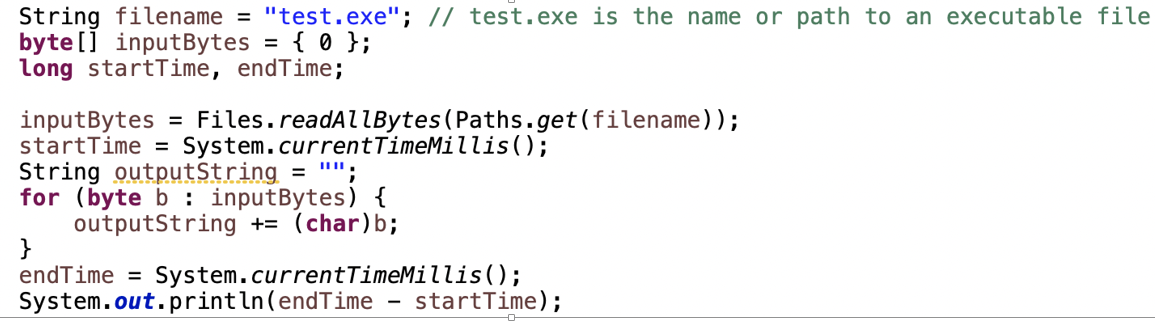 String filename = "test.exe"; // test.exe is the name or path to an executable file
byte[] inputBytes = { 0 };
long startTime, endTime;
inputBytes = Files.readAllBytes(Paths.get(filename));
startTime = System.currentTimeMillis();
String outputString = "";
for (byte b : inputBytes) {
    outputString += (char)b;
}
endTime = System.currentTimeMillis();
System.out.println(endTime - startTime);